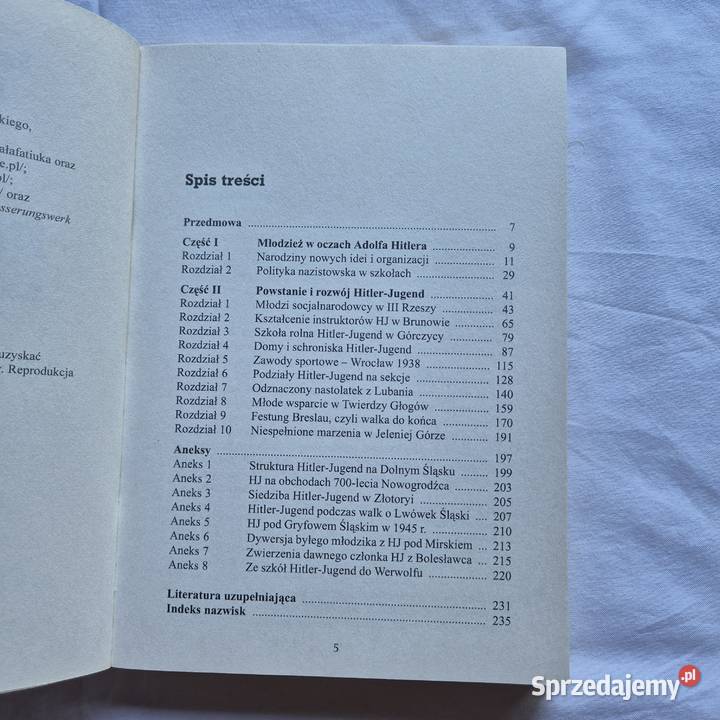 kiego,
ałafatiuka oraz
e.pl/;
l/;
/ oraz
sserungswerk
uzyskać
r. Reprodukcja
Spis treści
Przedmowa ..... 7
Część I Młodzież w oczach Adolfa Hitlera ..... 9
Rozdział 1 Narodziny nowych idei i organizacji ..... 11
Rozdział 2 Polityka nazistowska w szkołach ..... 29
Część II Powstanie i rozwój Hitler-Jugend ..... 41
Rozdział 1 Młodzi socjalnarodowcy w III Rzeszy ..... 43
Rozdział 2 Kształcenie instruktorów HJ w Brunowie ..... 65
Rozdział 3 Szkoła rolna Hitler-Jugend w Górczycy ..... 79
Rozdział 4 Domy i schroniska Hitler-Jugend ..... 87
Rozdział 5 Zawody sportowe – Wrocław 1938 ..... 115
Rozdział 6 Podziały Hitler-Jugend na sekcje ..... 128
Rozdział 7 Odznaczony nastolatek z Lubania ..... 140
Rozdział 8 Młode wsparcie w Twierdzy Głogów ..... 159
Rozdział 9 Festung Breslau, czyli walka do końca ..... 170
Rozdział 10 Niespełnione marzenia w Jeleniej Górze ..... 191
Aneksy ..... 197
Aneks 1 Struktura Hitler-Jugend na Dolnym Śląsku ..... 199
Aneks 2 HJ na obchodach 700-lecia Nowogrodźca ..... 203
Aneks 3 Siedziba Hitler-Jugend w Złotoryi ..... 205
Aneks 4 Hitler-Jugend podczas walk o Lwówek Śląski ..... 207
Aneks 5 HJ pod Gryfowem Śląskim w 1945 r. ..... 210
Aneks 6 Dywersja byłego młodzika z HJ pod Mirskiem ..... 213
Aneks 7 Zwierzenia dawnego członka HJ z Bolesławca ..... 215
Aneks 8 Ze szkół Hitler-Jugend do Werwolfu ..... 220
Literatura uzupełniająca ..... 231
Indeks nazwisk ..... 235
5
Sprzedajemy.pl